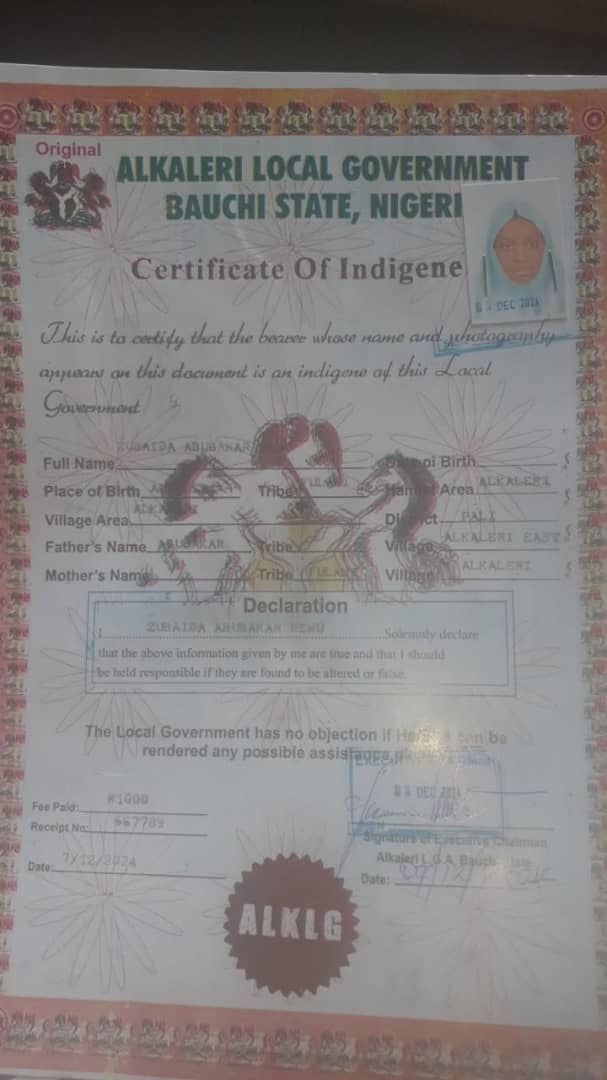 Original
ALKALERI LOCAL GOVERNMENT
BAUCHI STATE, NIGERI
Certificate Of Indigene
DEC 2024
This is to certify that the bearer whose name and photography
appears on this document is an indigene of this Local
Government
Full Name ZUBAIDA ABUBAKAR of Birth
Place of Birth Tribe Area ALKALERI
Village Area District PALI
Father's Name ABUBAKAR Tribe Village ALKALERI EAST
Mother's Name Tribe Village ALKALERI
Declaration
I ZUBAIDA ABUBAKAR Solemnly declare
that the above information given by me are true and that I should
be held responsible if they are found to be altered or false.
The Local Government has no objection if can be
rendered any possible assistance
DEC 2024
Fee Paid: ₦1000
Receipt No: 667789
Signature of Executive Chairman
Alkaleri L.G.A, Bauchi
Date: 7/12/2024
Date:
ALKLG